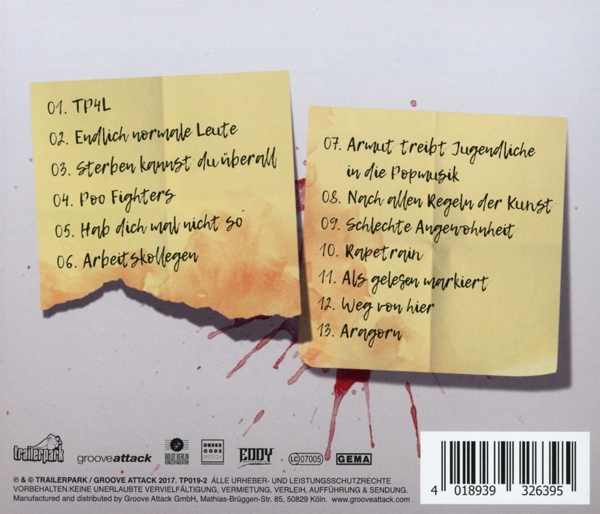 01. TP4L
02. Endlich normale Leute
03. Sterben kannst du überall
04. Poo Fighters
05. Hab dich mal nicht so
06. Arbeitskollegen
07. Armut treibt Jugendliche
in die Popmusik
08. Nach allen Regeln der Kunst
09. Schlechte Angewohnheit
10. Rapetrain
11. Als gelesen markiert
12. Weg von hier
13. Aragorn
trailerpark
grooveattack
DRESS
CODE
EDDY
LC 07005
GEMA
℗ & © TRAILERPARK / GROOVE ATTACK 2017. TP019-2 ALLE URHEBER- UND LEISTUNGSSCHUTZRECHTE
VORBEHALTEN.KEINE UNERLAUBTE VERVIELFÄLTIGUNG, VERMIETUNG, VERLEIH, AUFFÜHRUNG & SENDUNG.
Manufactured and distributed by Groove Attack GmbH, Mathias-Brüggen-Str. 85, 50829 Köln. www.grooveattack.com
4 018939 326395